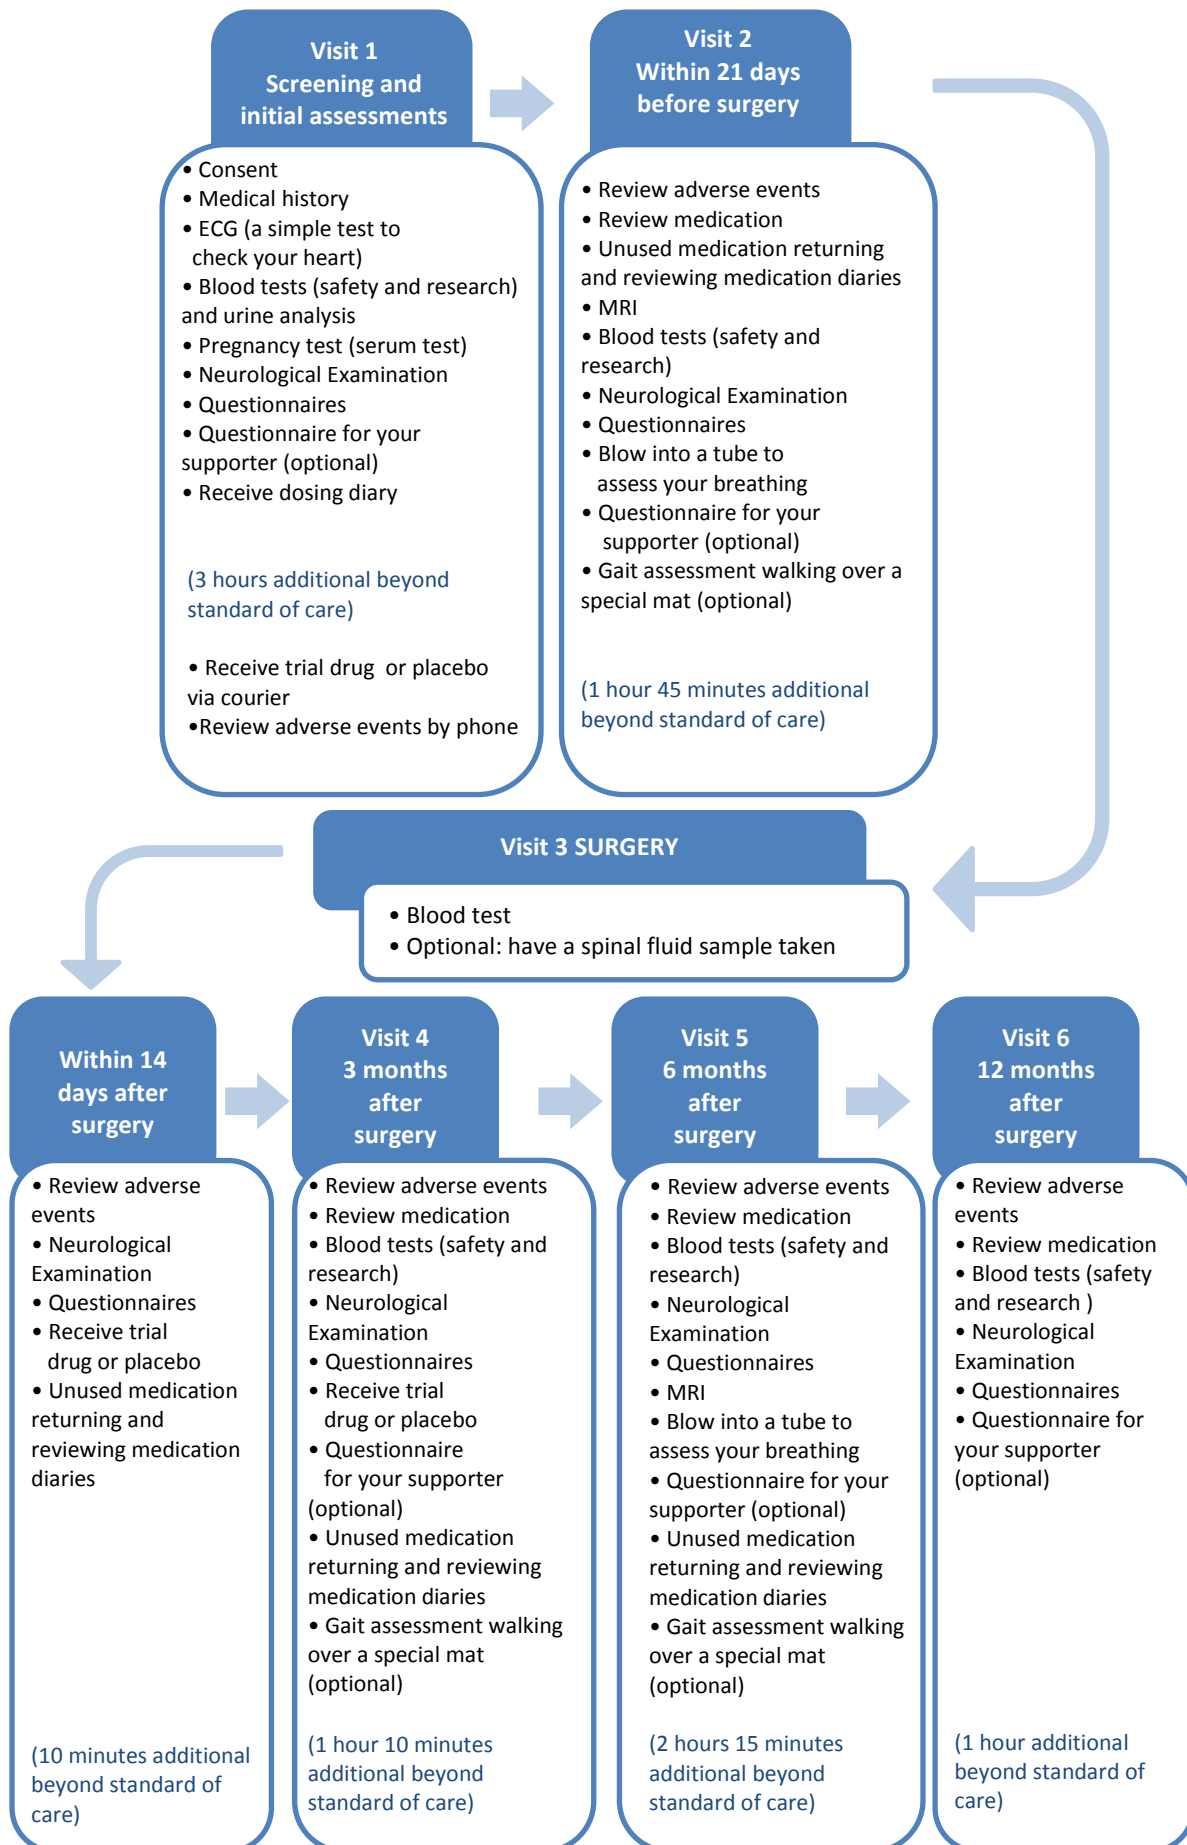 Visit 1
Screening and
initial assessments
• Consent
• Medical history
• ECG (a simple test to
check your heart)
• Blood tests (safety and research)
and urine analysis
• Pregnancy test (serum test)
• Neurological Examination
• Questionnaires
• Questionnaire for your
supporter (optional)
• Receive dosing diary
(3 hours additional beyond
standard of care)
• Receive trial drug or placebo
via courier
•Review adverse events by phone
Visit 2
Within 21 days
before surgery
• Review adverse events
• Review medication
• Unused medication returning
and reviewing medication diaries
• MRI
• Blood tests (safety and
research)
• Neurological Examination
• Questionnaires
• Blow into a tube to
assess your breathing
• Questionnaire for your
supporter (optional)
• Gait assessment walking over a
special mat (optional)
(1 hour 45 minutes additional
beyond standard of care)
Visit 3 SURGERY
• Blood test
• Optional: have a spinal fluid sample taken
Within 14
days after
surgery
• Review adverse
events
• Neurological
Examination
• Questionnaires
• Receive trial
drug or placebo
• Unused medication
returning and
reviewing medication
diaries
(10 minutes additional
beyond standard of
care)
Visit 4
3 months
after
surgery
• Review adverse events
• Review medication
• Blood tests (safety and
research)
• Neurological
Examination
• Questionnaires
• Receive trial
drug or placebo
• Questionnaire
for your supporter
(optional)
• Unused medication
returning and reviewing
medication diaries
• Gait assessment walking
over a special mat
(optional)
(1 hour 10 minutes
additional beyond
standard of care)
Visit 5
6 months
after
surgery
• Review adverse events
• Review medication
• Blood tests (safety and
research)
• Neurological
Examination
• Questionnaires
• MRI
• Blow into a tube to
assess your breathing
• Questionnaire for your
supporter (optional)
• Unused medication
returning and reviewing
medication diaries
• Gait assessment walking
over a special mat
(optional)
(2 hours 15 minutes
additional beyond
standard of care)
Visit 6
12 months
after
surgery
• Review adverse
events
• Review medication
• Blood tests (safety
and research )
• Neurological
Examination
• Questionnaires
• Questionnaire for
your supporter
(optional)
(1 hour additional
beyond standard of
care)